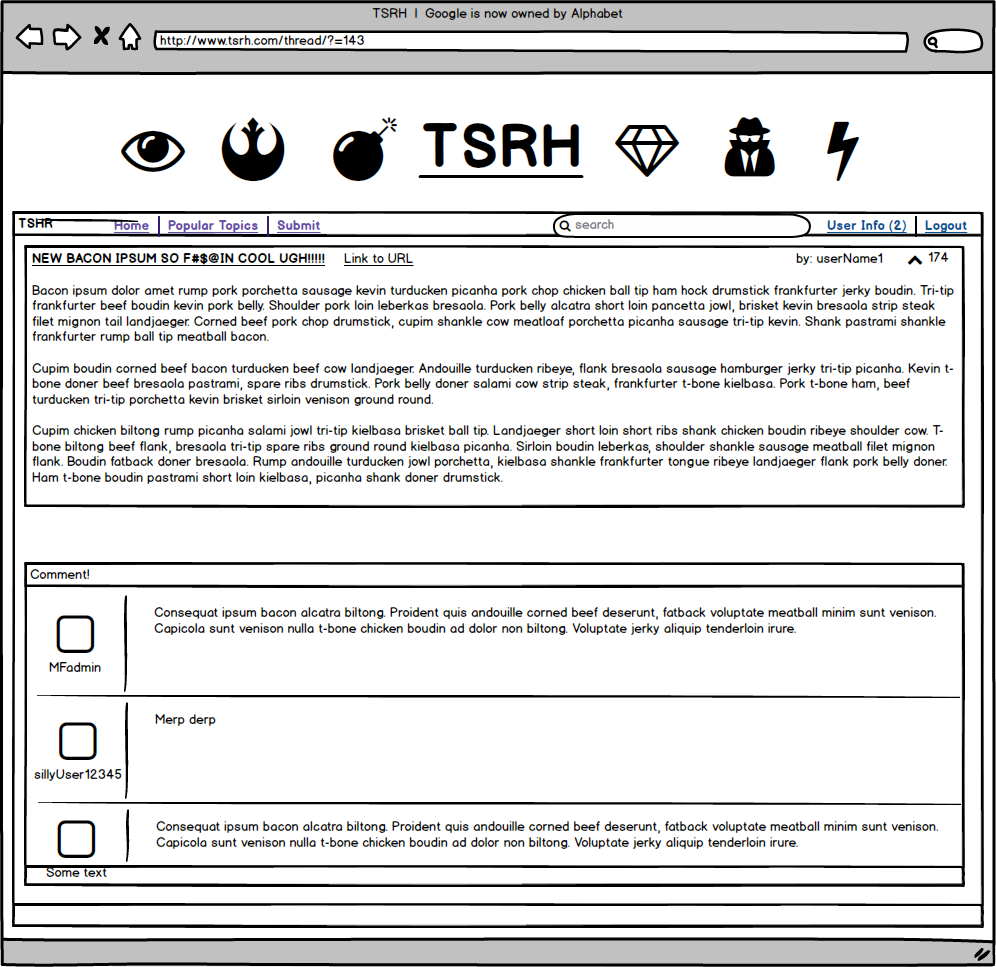 TSRH | Google is now owned by Alphabet
http://www.tsrh.com/thread/?=143
TSRH
TSHR Home Popular Topics Submit search User Info (2) Logout
NEW BACON IPSUM SO F#$@IN COOL UGH!!!!! Link to URL by: userName1 174
Bacon ipsum dolor amet rump pork porchetta sausage kevin turducken picanha pork chop chicken ball tip ham hock drumstick frankfurter jerky boudin. Tri-tip
frankfurter beef boudin kevin pork belly. Shoulder pork loin leberkas bresaola. Pork belly alcatra short loin pancetta jowl, brisket kevin bresaola strip steak
filet mignon tail landjaeger. Corned beef pork chop drumstick, cupim shankle cow meatloaf porchetta picanha sausage tri-tip kevin. Shank pastrami shankle
frankfurter rump ball tip meatball bacon.
Cupim boudin corned beef bacon turducken beef cow landjaeger. Andouille turducken ribeye, flank bresaola sausage hamburger jerky tri-tip picanha. Kevin t-
bone doner beef bresaola pastrami, spare ribs drumstick. Pork belly doner salami cow strip steak, frankfurter t-bone kielbasa. Pork t-bone ham, beef
turducken tri-tip porchetta kevin brisket sirloin venison ground round.
Cupim chicken biltong rump picanha salami jowl tri-tip kielbasa brisket ball tip. Landjaeger short loin short ribs shank chicken boudin ribeye shoulder cow. T-
bone biltong beef flank, bresaola tri-tip spare ribs ground round kielbasa picanha. Sirloin boudin leberkas, shoulder shankle sausage meatball filet mignon
flank. Boudin fatback doner bresaola. Rump andouille turducken jowl porchetta, kielbasa shankle frankfurter tongue ribeye landjaeger flank pork belly doner.
Ham t-bone boudin pastrami short loin kielbasa, picanha shank doner drumstick.
Comment!
Consequat ipsum bacon alcatra biltong. Proident quis andouille corned beef deserunt, fatback voluptate meatball minim sunt venison.
Capicola sunt venison nulla t-bone chicken boudin ad dolor non biltong. Voluptate jerky aliquip tenderloin irure.
MFadmin
Merp derp
sillyUser12345
Consequat ipsum bacon alcatra biltong. Proident quis andouille corned beef deserunt, fatback voluptate meatball minim sunt venison.
Capicola sunt venison nulla t-bone chicken boudin ad dolor non biltong. Voluptate jerky aliquip tenderloin irure.
Some text